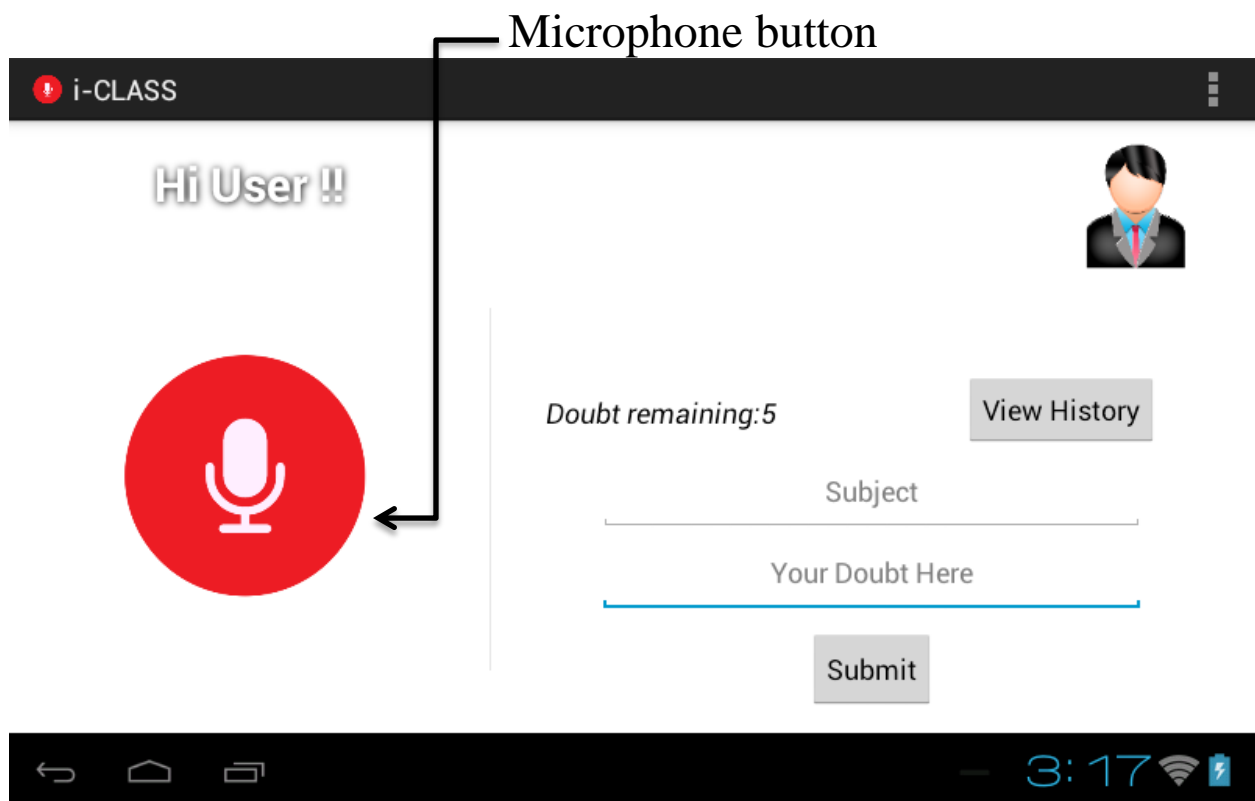 Microphone button
i-CLASS
Hi User !!
Doubt remaining:5
View History
Subject
Your Doubt Here
Submit
3:17